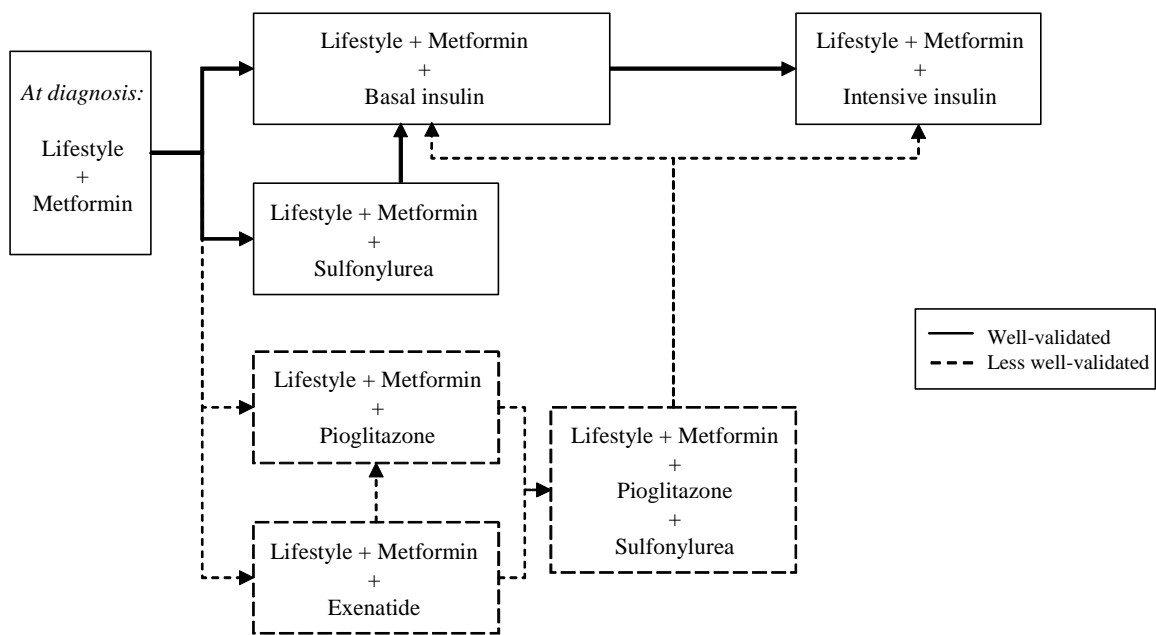 At diagnosis:
Lifestyle
+
Metformin
Lifestyle + Metformin
+
Basal insulin
Lifestyle + Metformin
+
Intensive insulin
Lifestyle + Metformin
+
Sulfonylurea
Lifestyle + Metformin
+
Pioglitazone
Lifestyle + Metformin
+
Exenatide
Lifestyle + Metformin
+
Pioglitazone
+
Sulfonylurea
Well-validated
Less well-validated